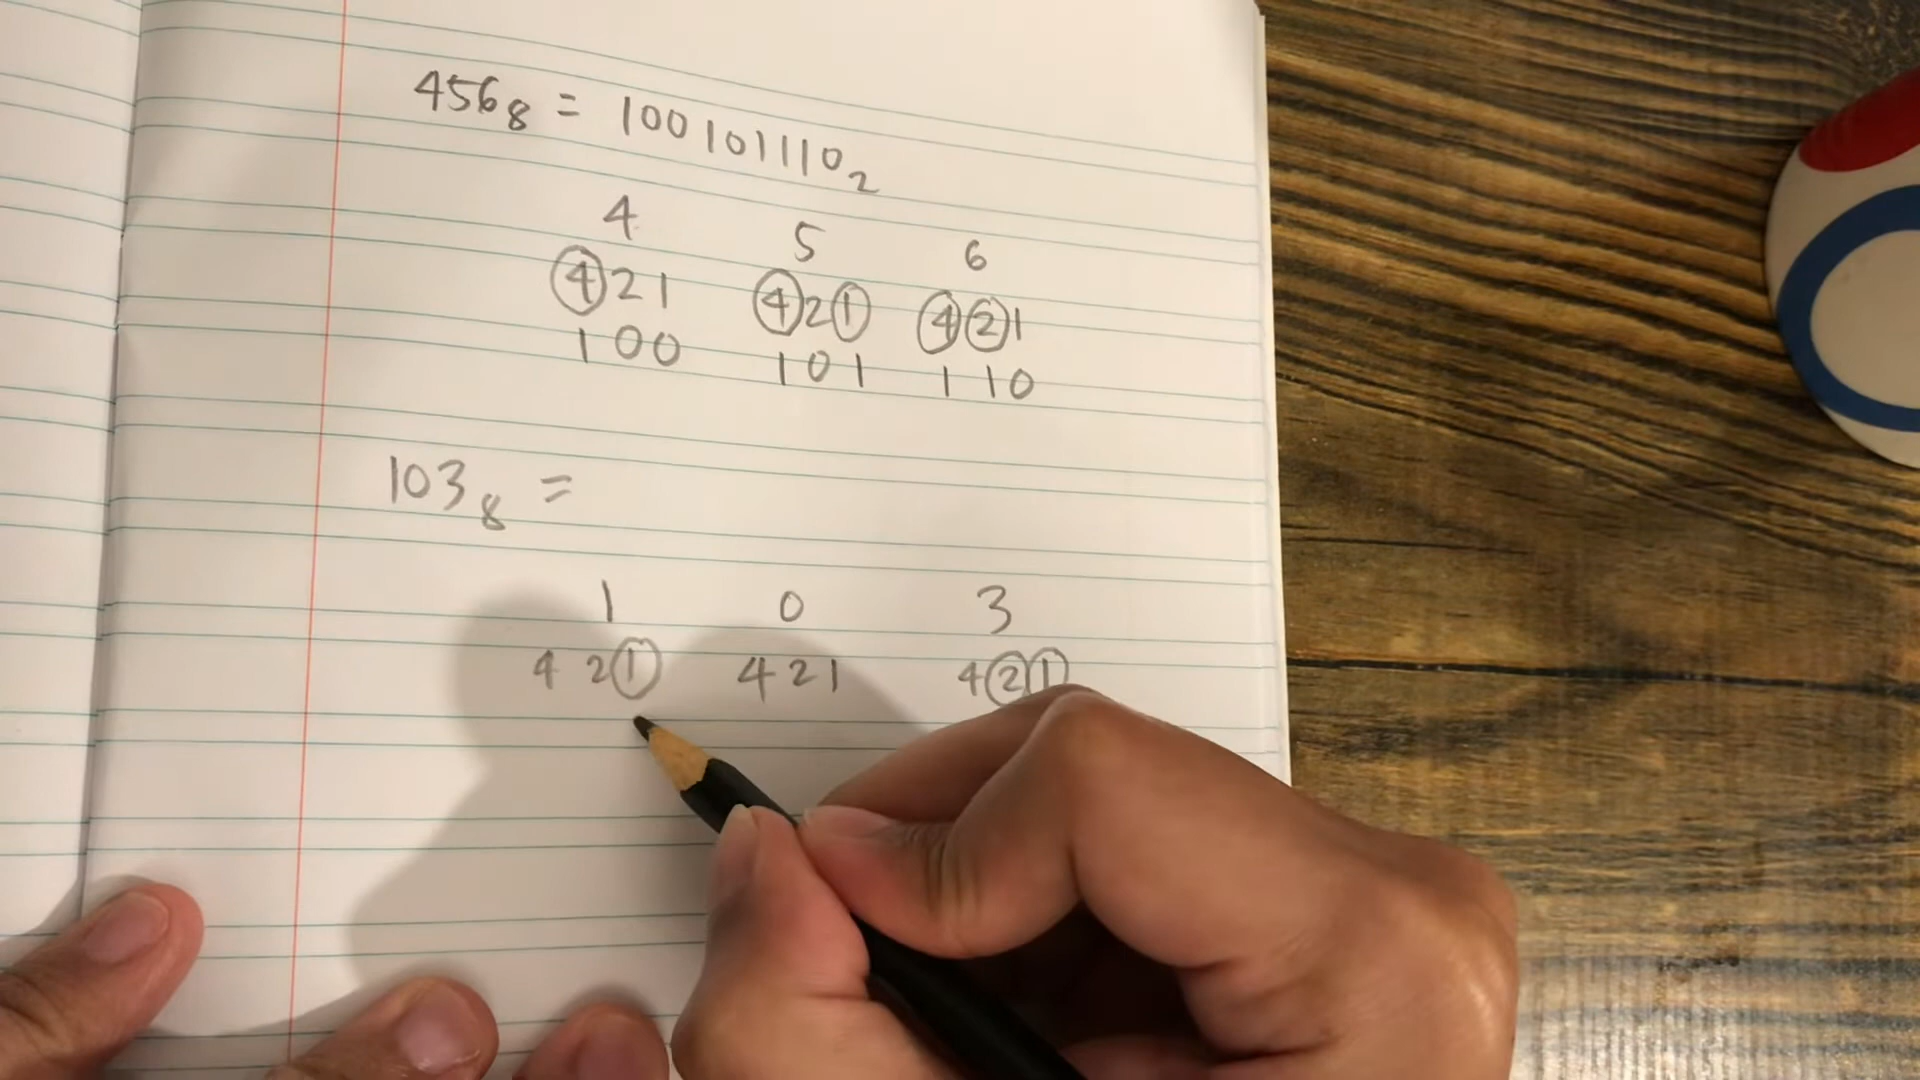 456₈ = 100101110₂
4 5 6
421 421 421
100 101 110
103₈ =
1 0 3
421 421 421